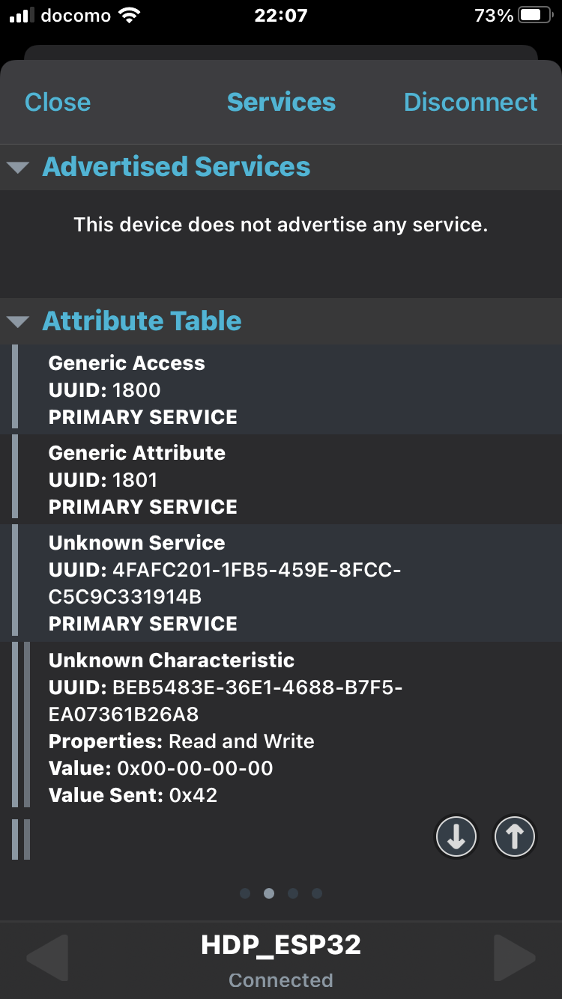 docomo 22:07 73%
Close Services Disconnect
Advertised Services
This device does not advertise any service.
Attribute Table
Generic Access
UUID: 1800
PRIMARY SERVICE
Generic Attribute
UUID: 1801
PRIMARY SERVICE
Unknown Service
UUID: 4FAFC201-1FB5-459E-8FCC-
C5C9C331914B
PRIMARY SERVICE
Unknown Characteristic
UUID: BEB5483E-36E1-4688-B7F5-
EA07361B26A8
Properties: Read and Write
Value: 0x00-00-00-00
Value Sent: 0x42
HDP_ESP32
Connected